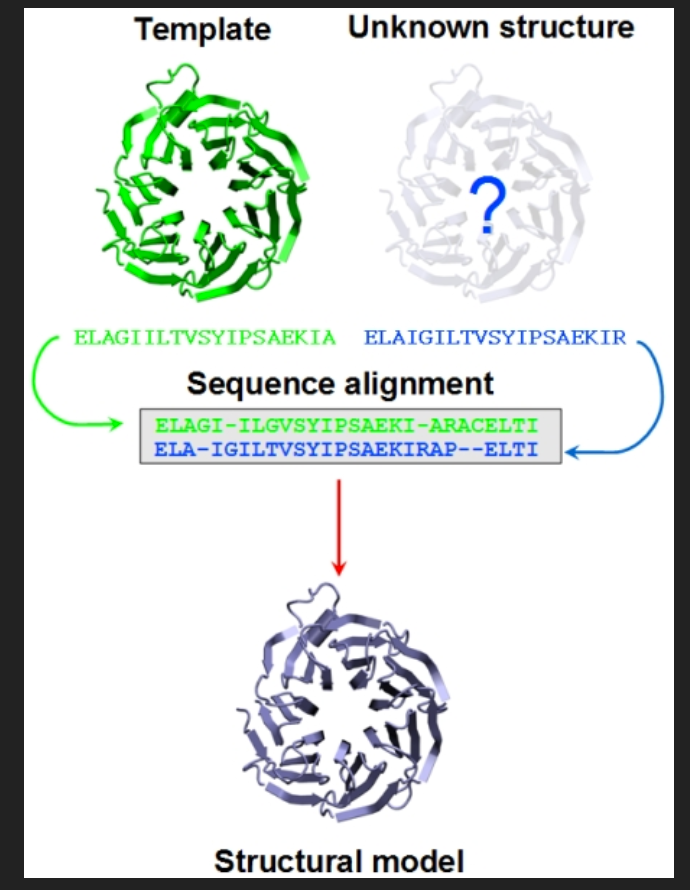 Template
Unknown structure
?
ELAGIILTVSYIPSAEKIA
ELAIGILTVSYIPSAEKIR
Sequence alignment
ELAGI-ILGVSYIPSAEKI-ARACELTI
ELA-IGILTVSYIPSAEKIRAP--ELTI
Structural model